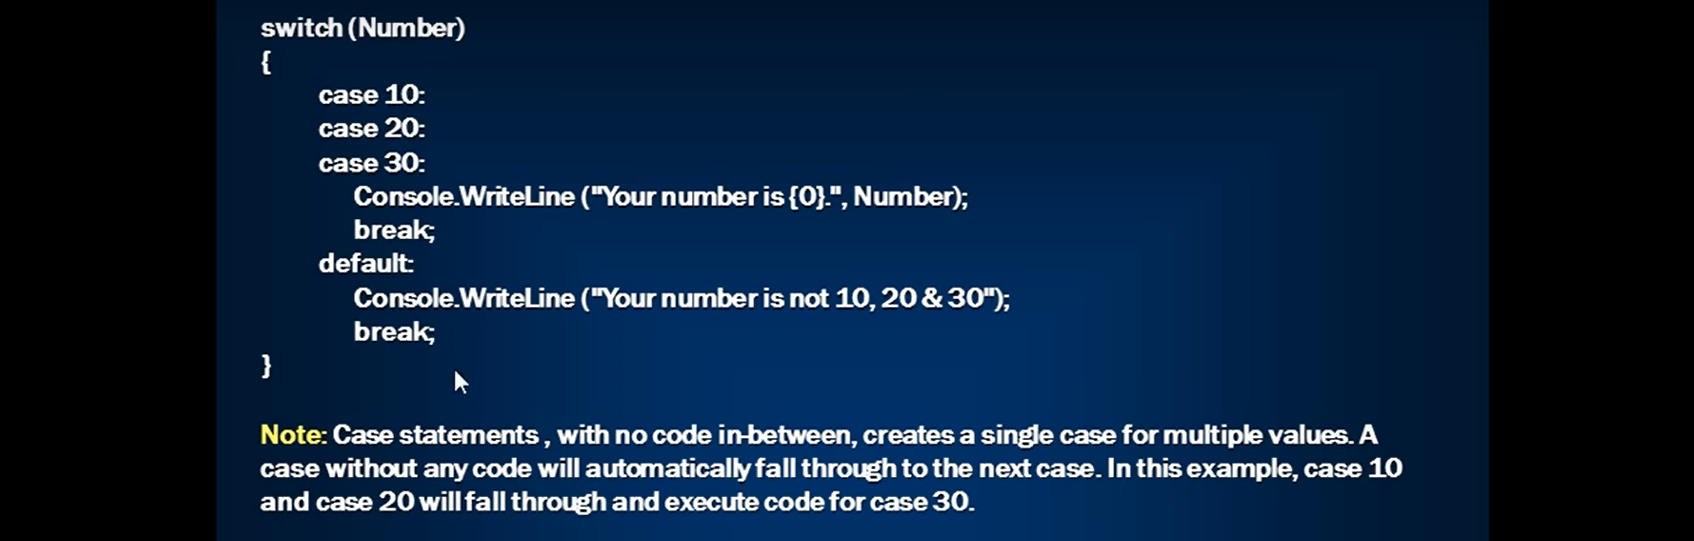 switch (Number)
{
case 10:
case 20:
case 30:
Console.WriteLine ("Your number is {0}.", Number);
break;
default:
Console.WriteLine ("Your number is not 10, 20 & 30");
break;
}
Note: Case statements , with no code in-between, creates a single case for multiple values. A
case without any code will automatically fall through to the next case. In this example, case 10
and case 20 will fall through and execute code for case 30.